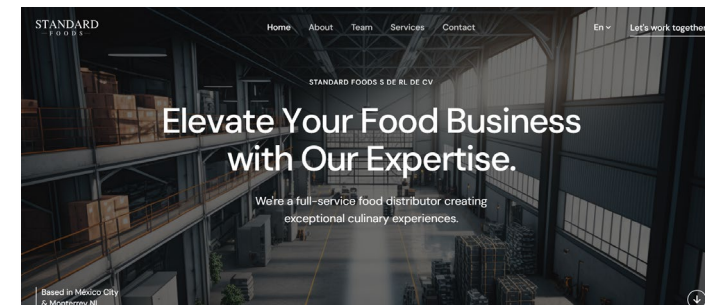 STANDARD
FOODS
Home About Team Services Contact
En
Let's work together
STANDARD FOODS S DE RL DE CV
Elevate Your Food Business
with Our Expertise.
We're a full-service food distributor creating
exceptional culinary experiences.
Based in México City
& Monterrey NL